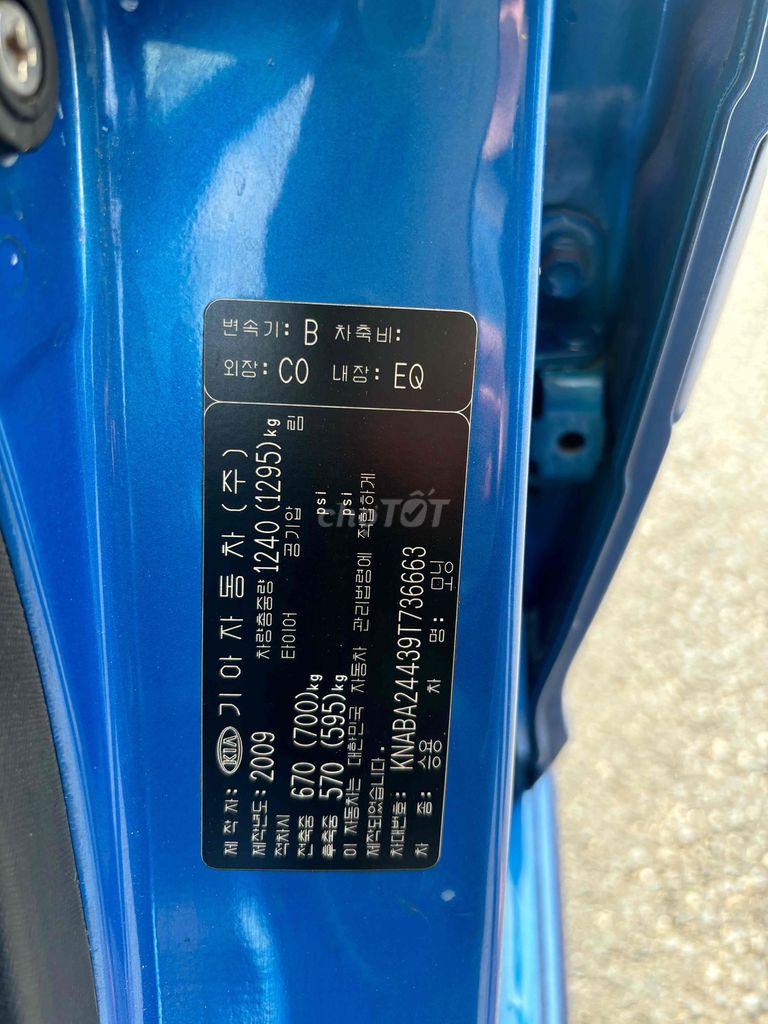 변속기: B 차축비:
외장: CO 내장: EQ
제 작 자: KIA 기 아 자 동 차 ( 주 )
제작년도: 2009 차량총중량 1240 (1295) kg
적차시 타이어 공기압 림
전축중 670 (700) kg psi
후축중 570 (595) kg psi
이 자동차는 대한민국 자동차 관리법령에 적합하게
제작되었습니다.
차대번호: KNABA24439T736663
차 종: 승용 차 명: 모닝
chợTỐT